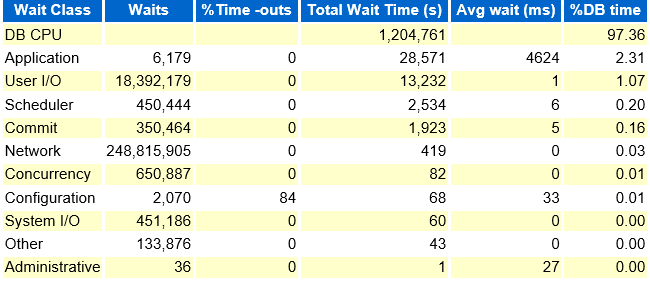 Wait Class Waits %Time -outs Total Wait Time (s) Avg wait (ms) %DB time
DB CPU 1,204,761 97.36
Application 6,179 0 28,571 4624 2.31
User I/O 18,392,179 0 13,232 1 1.07
Scheduler 450,444 0 2,534 6 0.20
Commit 350,464 0 1,923 5 0.16
Network 248,815,905 0 419 0 0.03
Concurrency 650,887 0 82 0 0.01
Configuration 2,070 84 68 33 0.01
System I/O 451,186 0 60 0 0.00
Other 133,876 0 43 0 0.00
Administrative 36 0 1 27 0.00